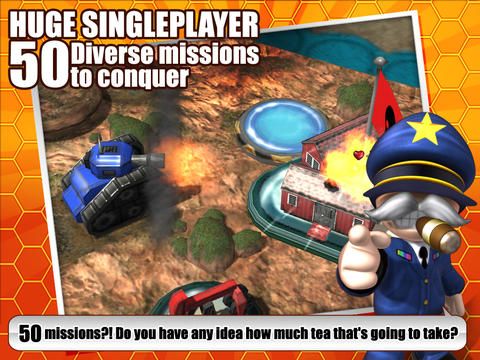 HUGE SINGLEPLAYER
50 Diverse missions
to conquer
50 missions?! Do you have any idea how much tea that's going to take?